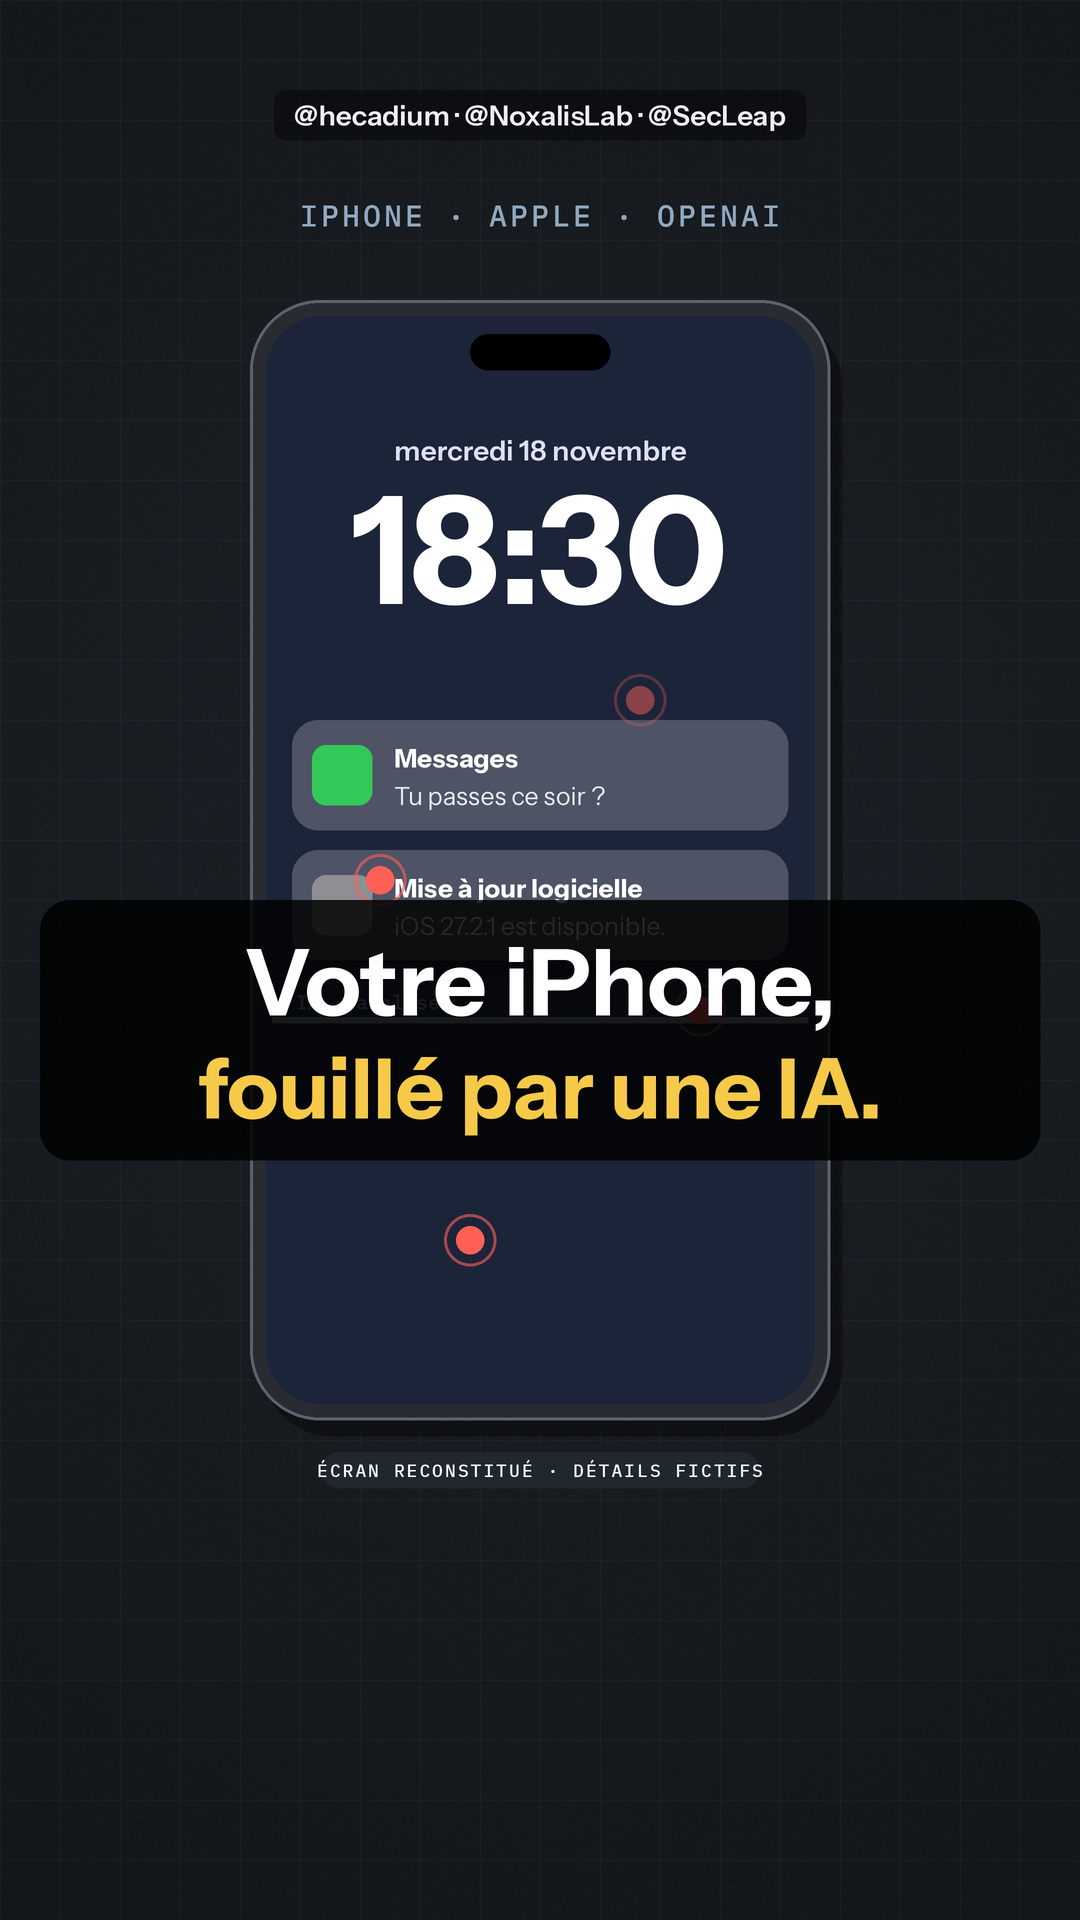 @hecadium · @NoxalisLab · @SecLeap
IPHONE · APPLE · OPENAI
mercredi 18 novembre
18:30
Messages
Tu passes ce soir ?
Mise à jour logicielle
iOS 27.2.1 est disponible.
Votre iPhone,
fouillé par une IA.
ÉCRAN RECONSTITUÉ · DÉTAILS FICTIFS